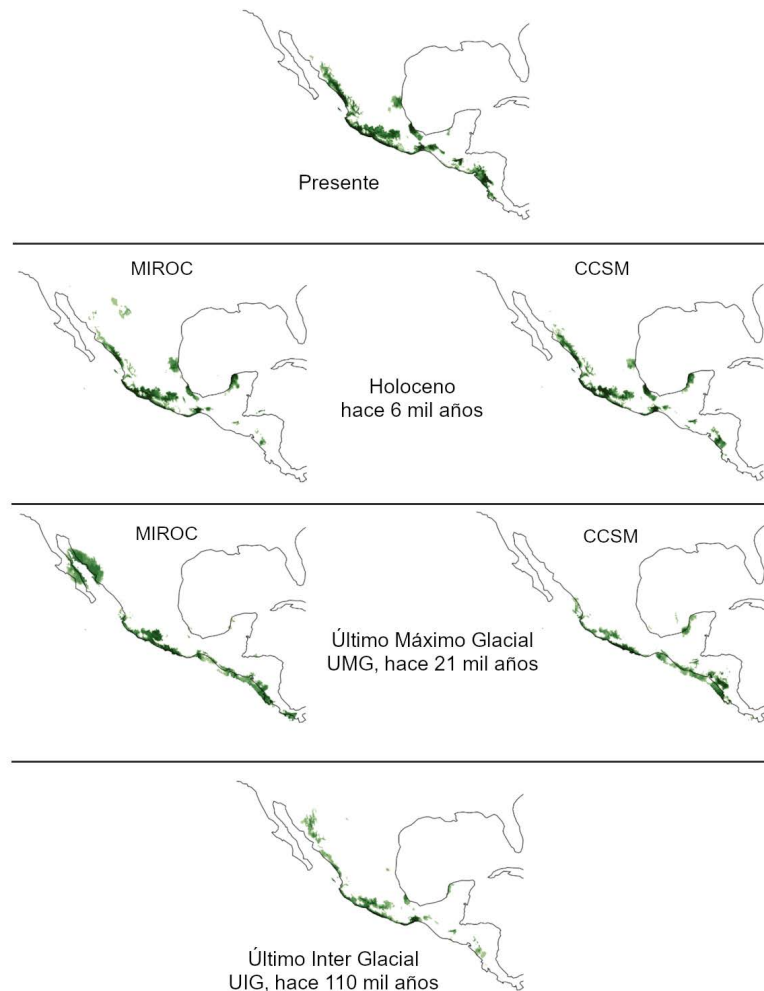 Presente
MIROC
CCSM
Holoceno
hace 6 mil años
MIROC
CCSM
Último Máximo Glacial
UMG, hace 21 mil años
Último Inter Glacial
UIG, hace 110 mil años